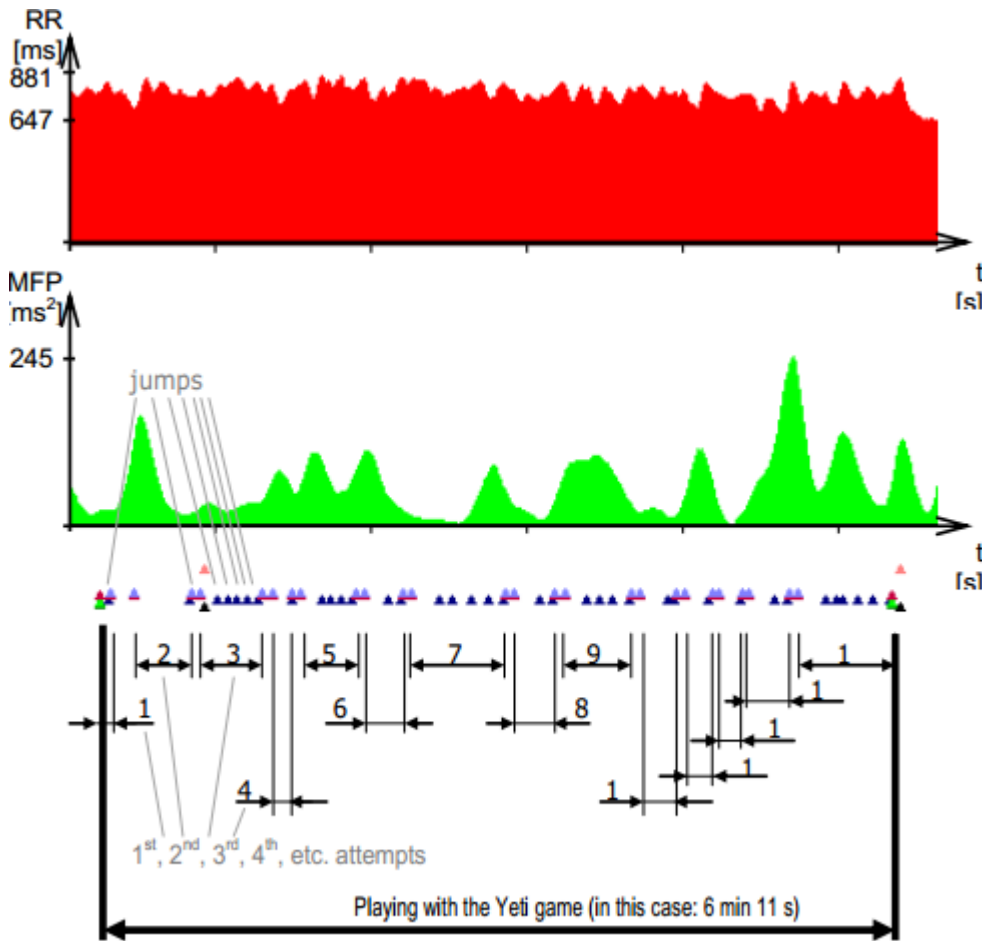 RR
[ms]
881
647
t
[s]
MFP
[ms²]
245
jumps
t
[s]
2
3
5
7
9
1
1
1
6
8
1
1
4
1
1st, 2nd, 3rd, 4th, etc. attempts
Playing with the Yeti game (in this case: 6 min 11 s)